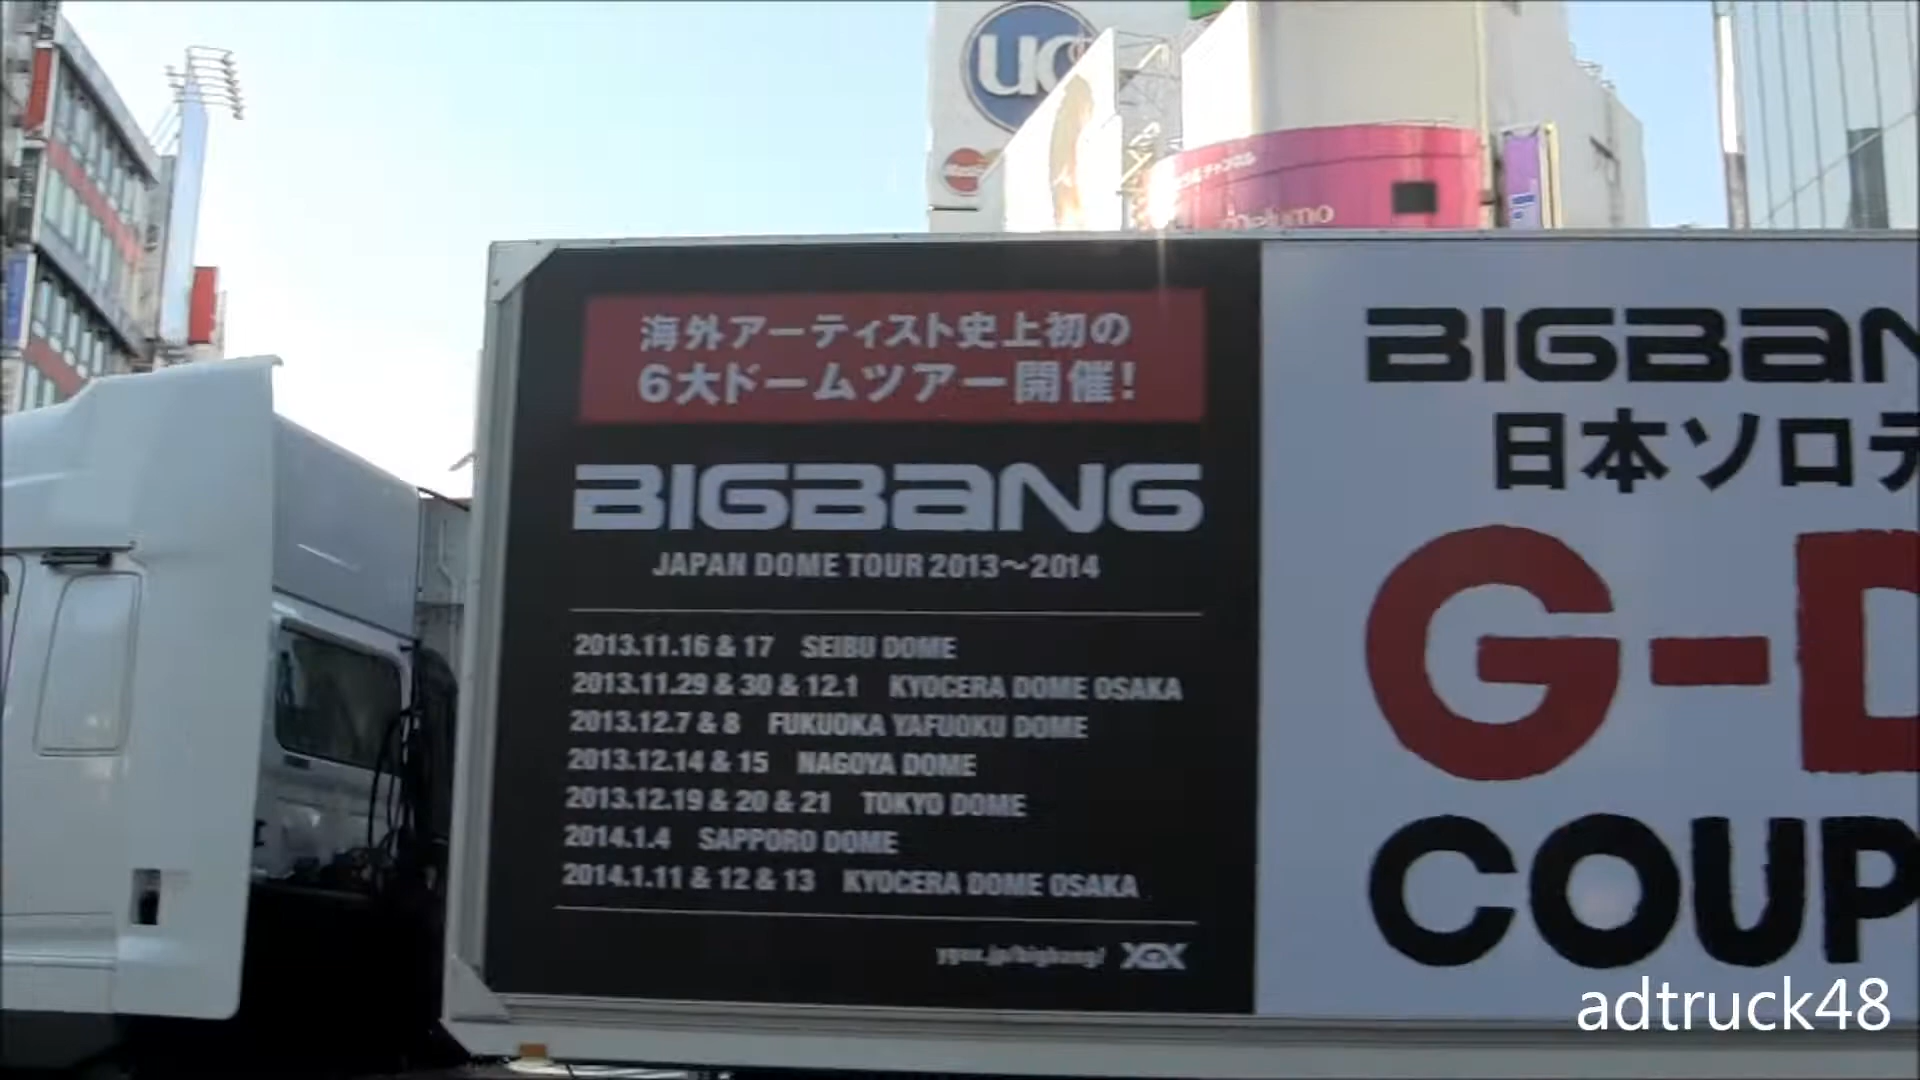 UC
海外アーティスト史上初の
6大ドームツアー開催!
BIGBANG
JAPAN DOME TOUR 2013〜2014
2013.11.16 & 17 SEIBU DOME
2013.11.29 & 30 & 12.1 KYOCERA DOME OSAKA
2013.12.7 & 8 FUKUOKA YAFUOKU DOME
2013.12.14 & 15 NAGOYA DOME
2013.12.19 & 20 & 21 TOKYO DOME
2014.1.4 SAPPORO DOME
2014.1.11 & 12 & 13 KYOCERA DOME OSAKA
ygex.jp/bigbang/ YGEX
BIGBAN
日本ソロデ
G-D
COUP
adtruck48